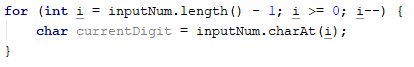 for (int i = inputNum.length() - 1; i >= 0; i--) {
    char currentDigit = inputNum.charAt(i);
}